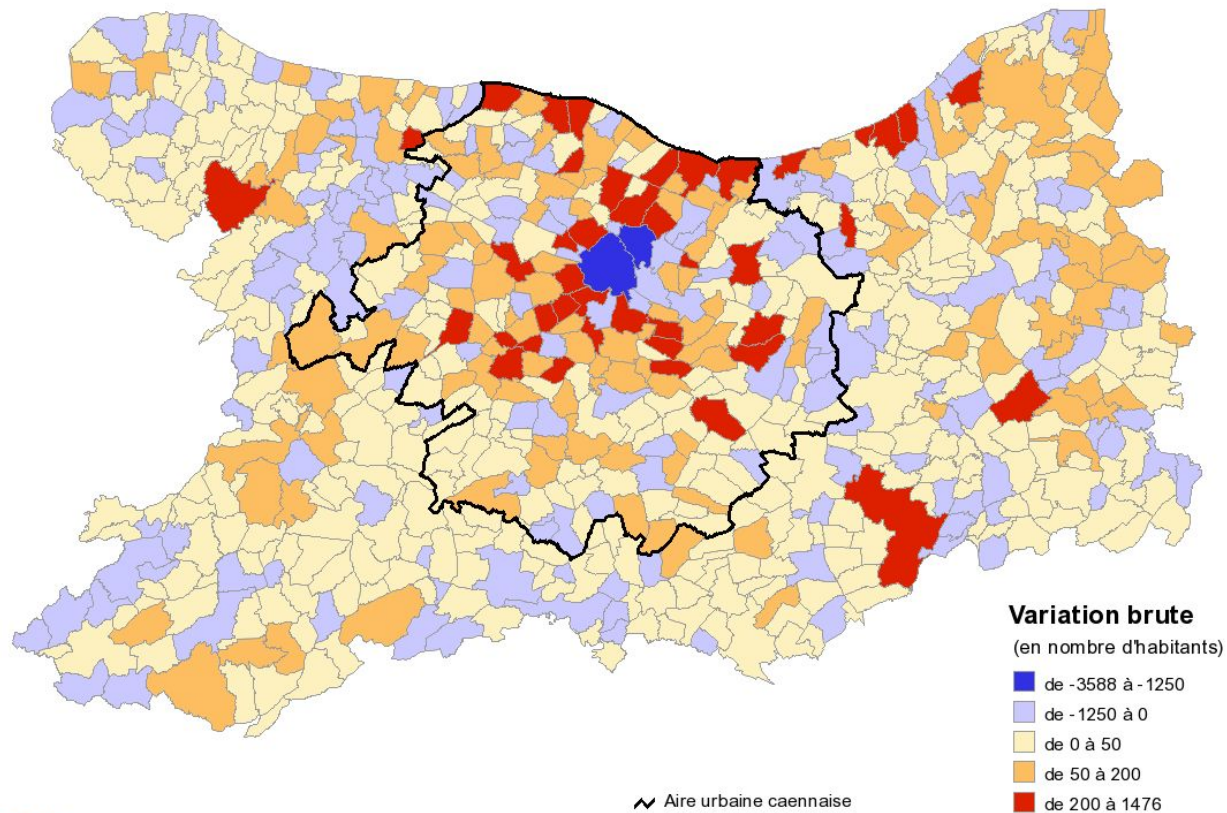 Variation brute
(en nombre d'habitants)
de -3588 à -1250
de -1250 à 0
de 0 à 50
de 50 à 200
de 200 à 1476
Aire urbaine caennaise